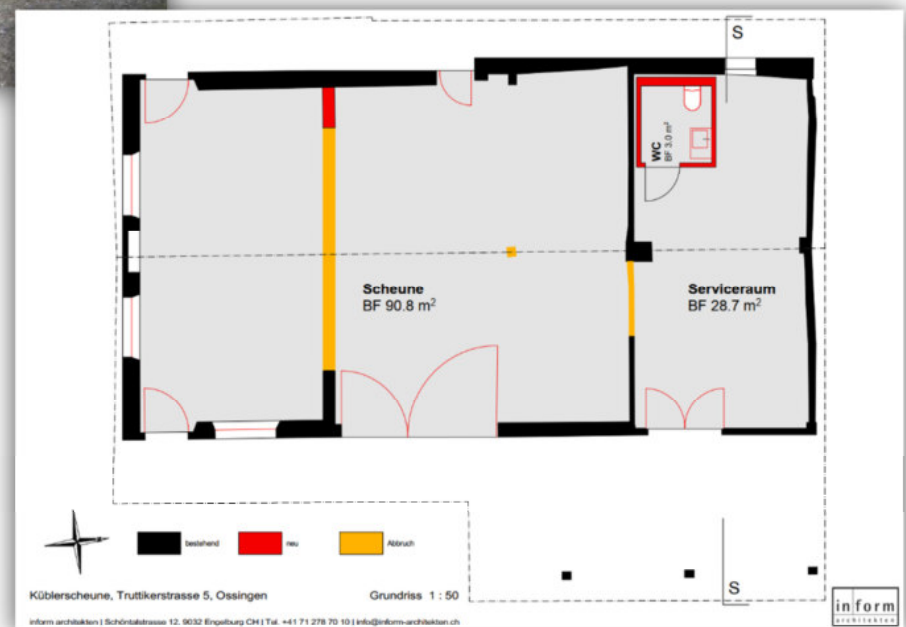 S
WC
BF 3.0 m²
Scheune
BF 90.8 m²
Serviceraum
BF 28.7 m²
bestehend
neu
Abbruch
S
Küblerscheune, Truttikerstrasse 5, Ossingen
Grundriss 1 : 50
inform architekten | Schöntalstrasse 12, 9032 Engelburg CH | Tel. +41 71 278 70 10 | info@inform-architekten.ch
inform
architekten